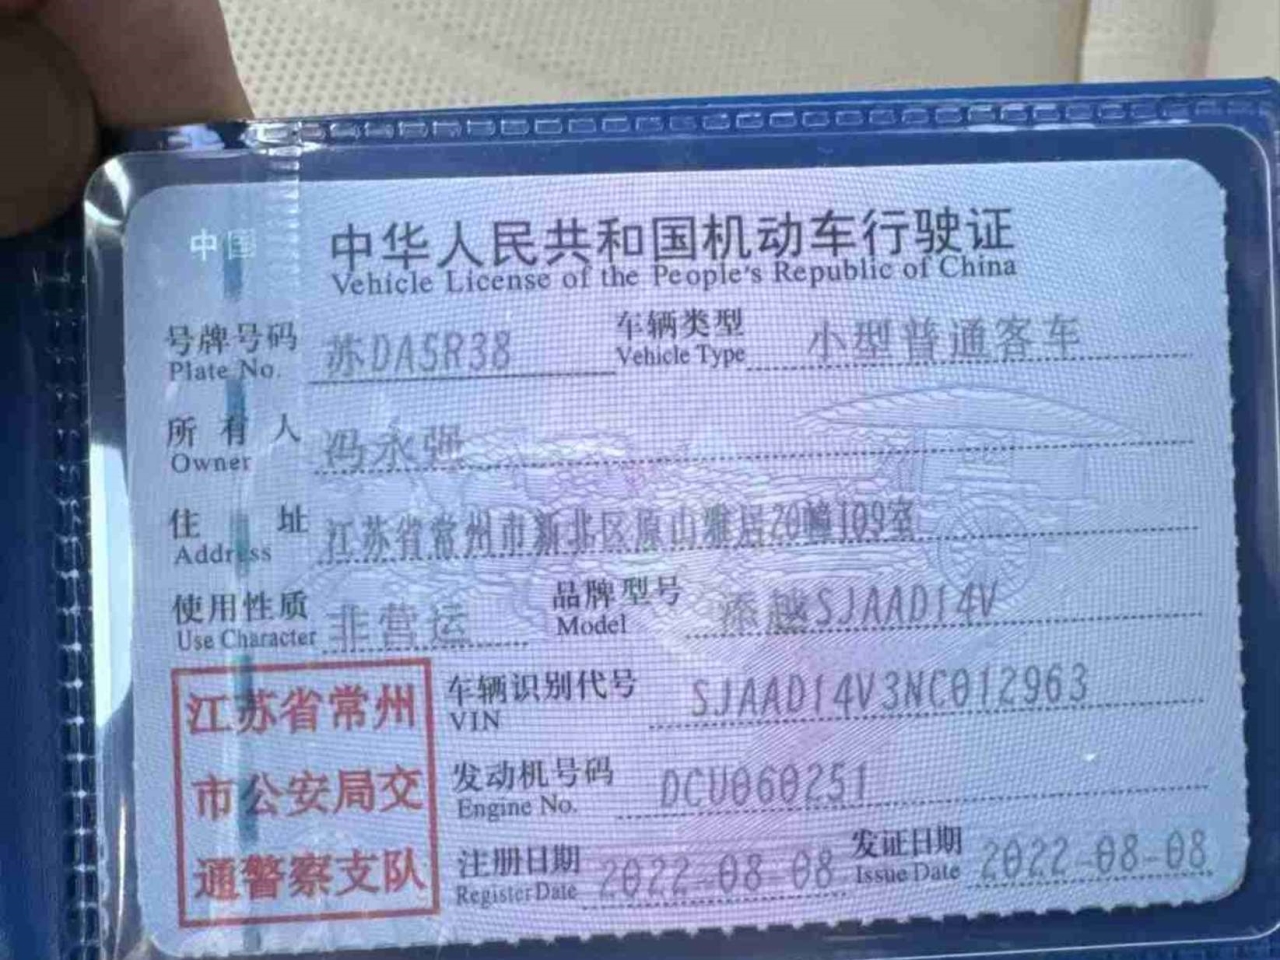 中国
中华人民共和国机动车行驶证
Vehicle License of the People's Republic of China
号牌号码 苏DA5R38 车辆类型 小型普通客车
Plate No. Vehicle Type
所有人 冯永强
Owner
住址 江苏省常州市新北区原山雅居20幢109室
Address
使用性质 非营运 品牌型号 添越SJAAD14V
Use Character Model
江苏省常州
市公安局交
通警察支队
车辆识别代号 SJAAD14V3NC012963
VIN
发动机号码 DCU060251
Engine No.
注册日期 2022-08-08 发证日期 2022-08-08
Register Date Issue Date